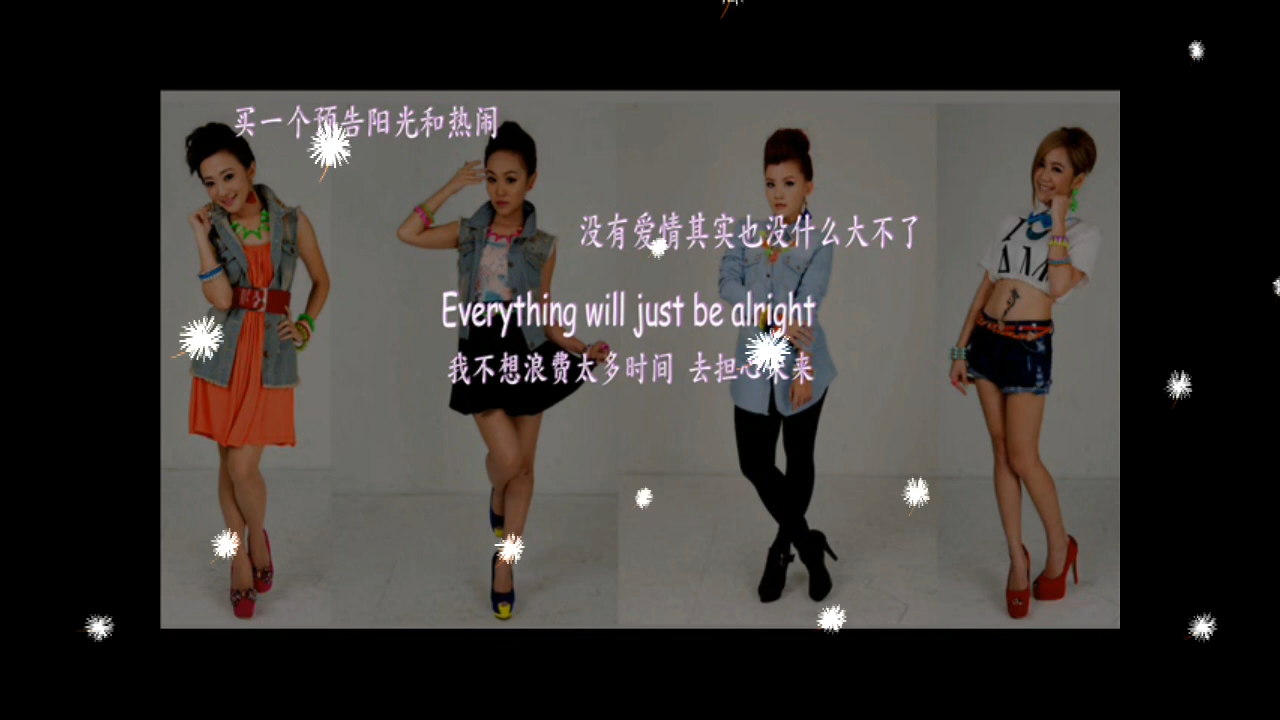 买一个预告阳光和热闹
没有爱情其实也没什么大不了
Everything will just be alright
我不想浪费太多时间 去担心未来